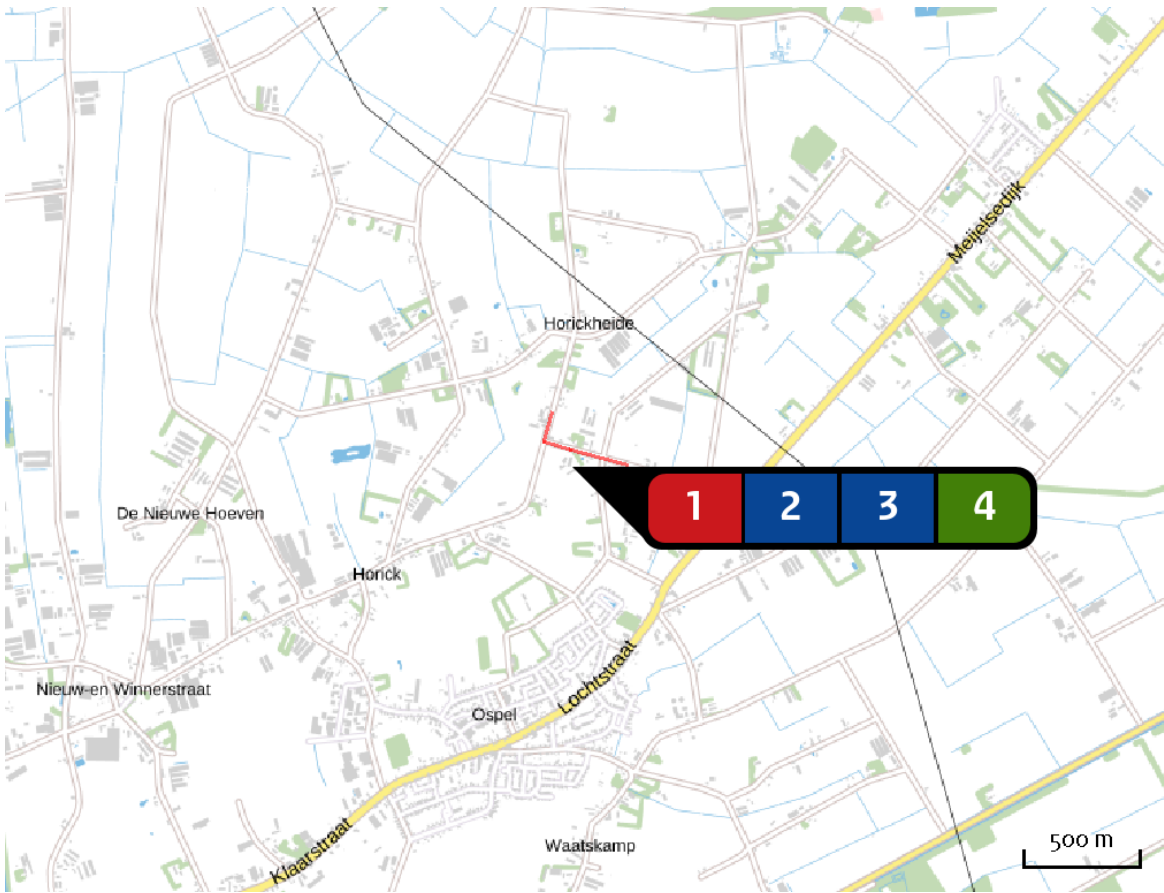 Meijelsedijk
Horickheide
1 2 3 4
De Nieuwe Hoeven
Horick
Nieuw-en Winnerstraat
Lochtstraat
Ospel
Klaarstraat
Waatskamp
500 m